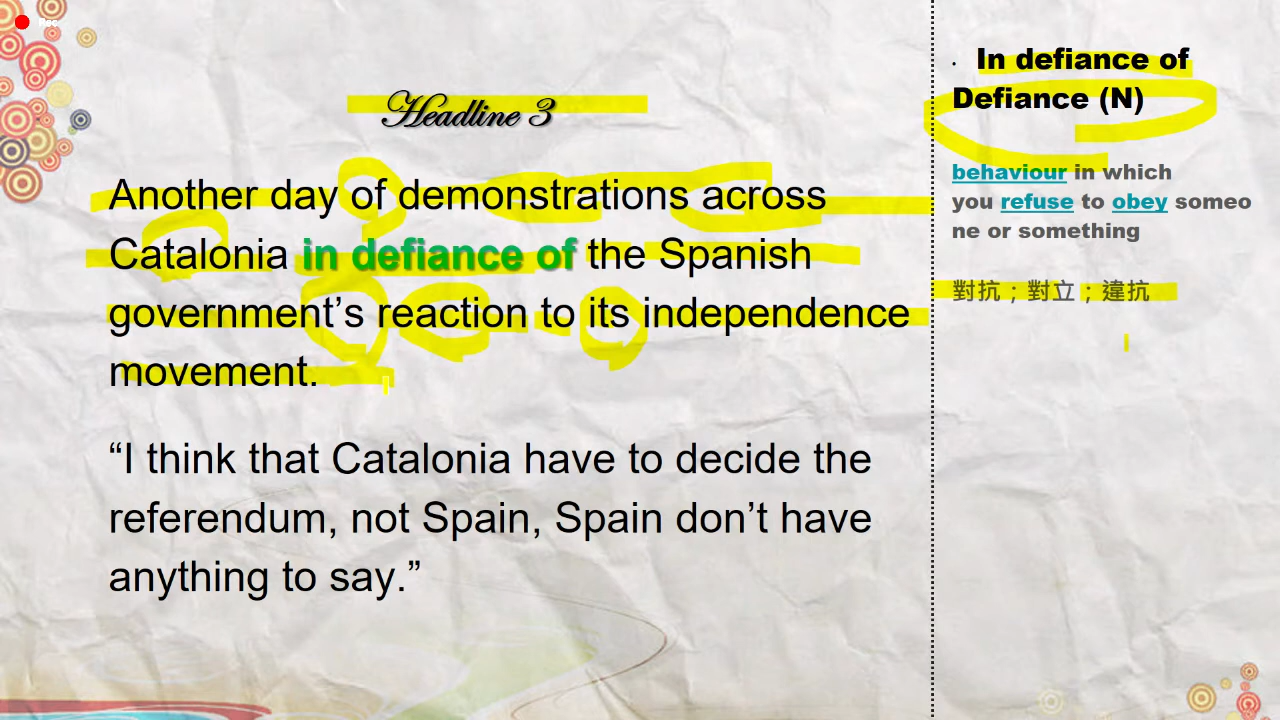 Headline 3
Another day of demonstrations across
Catalonia in defiance of the Spanish
government’s reaction to its independence
movement.
“I think that Catalonia have to decide the
referendum, not Spain, Spain don’t have
anything to say.”
· In defiance of
Defiance (N)
behaviour in which
you refuse to obey someo
ne or something
對抗；對立；違抗